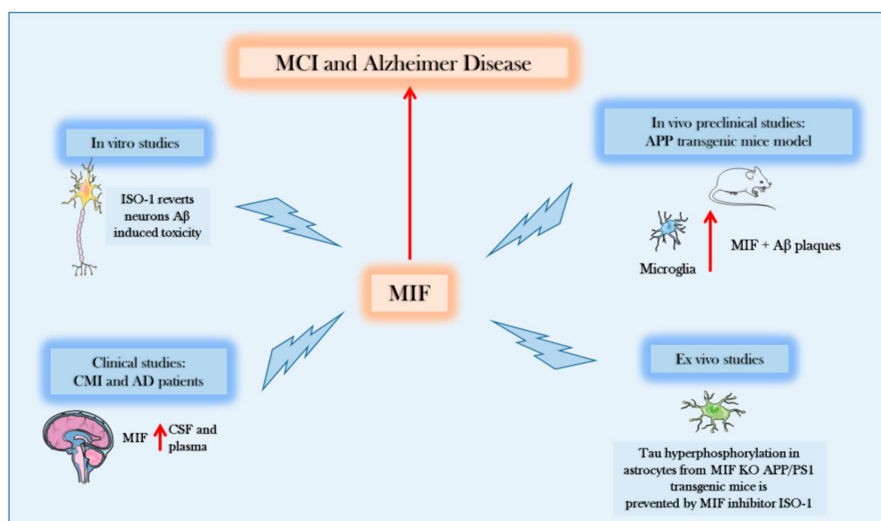 MCI and Alzheimer Disease
In vitro studies
ISO-1 reverts
neurons Aβ
induced toxicity
In vivo preclinical studies:
APP transgenic mice model
Microglia
MIF + Aβ plaques
MIF
Clinical studies:
CMI and AD patients
MIF
CSF and
plasma
Ex vivo studies
Tau hyperphosphorylation in
astrocytes from MIF KO APP/PS1
transgenic mice is
prevented by MIF inhibitor ISO-1